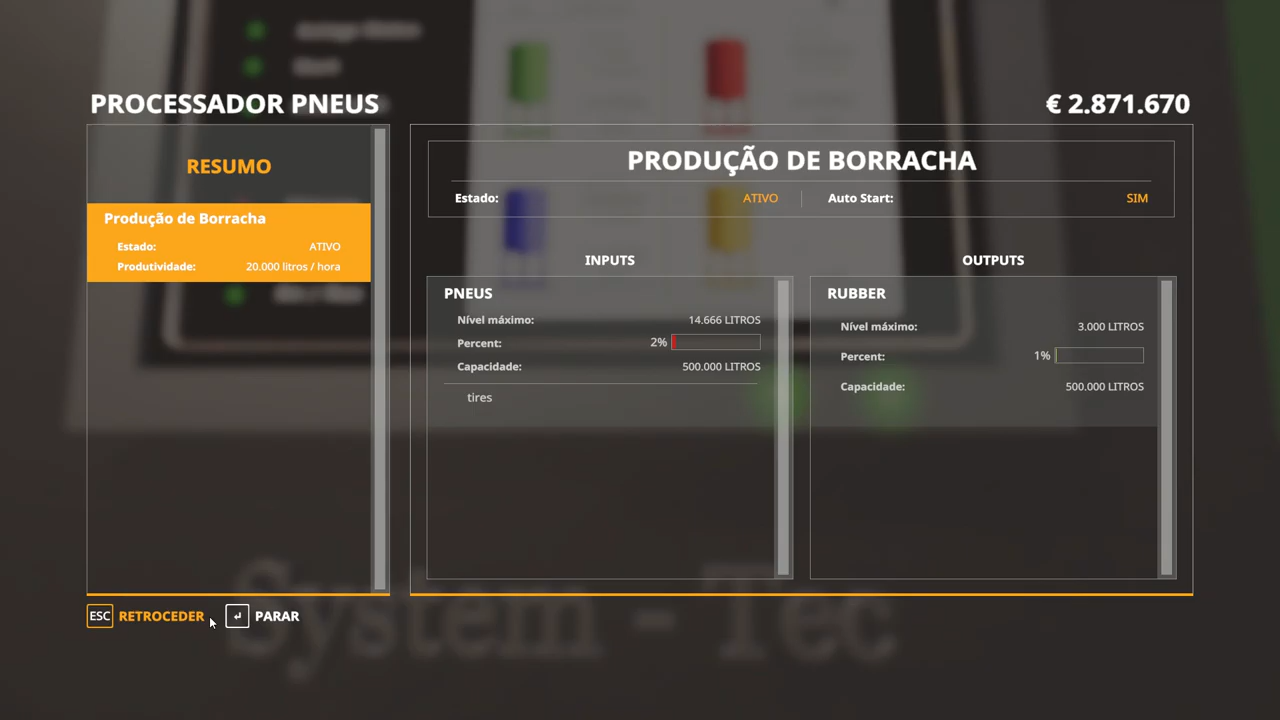 PROCESSADOR PNEUS
€ 2.871.670
RESUMO
Produção de Borracha
Estado: ATIVO
Produtividade: 20.000 litros / hora
PRODUÇÃO DE BORRACHA
Estado: ATIVO
Auto Start: SIM
INPUTS
PNEUS
Nível máximo: 14.666 LITROS
Percent: 2%
Capacidade: 500.000 LITROS
tires
OUTPUTS
RUBBER
Nível máximo: 3.000 LITROS
Percent: 1%
Capacidade: 500.000 LITROS
ESC RETROCEDER
↵ PARAR
System - Tec